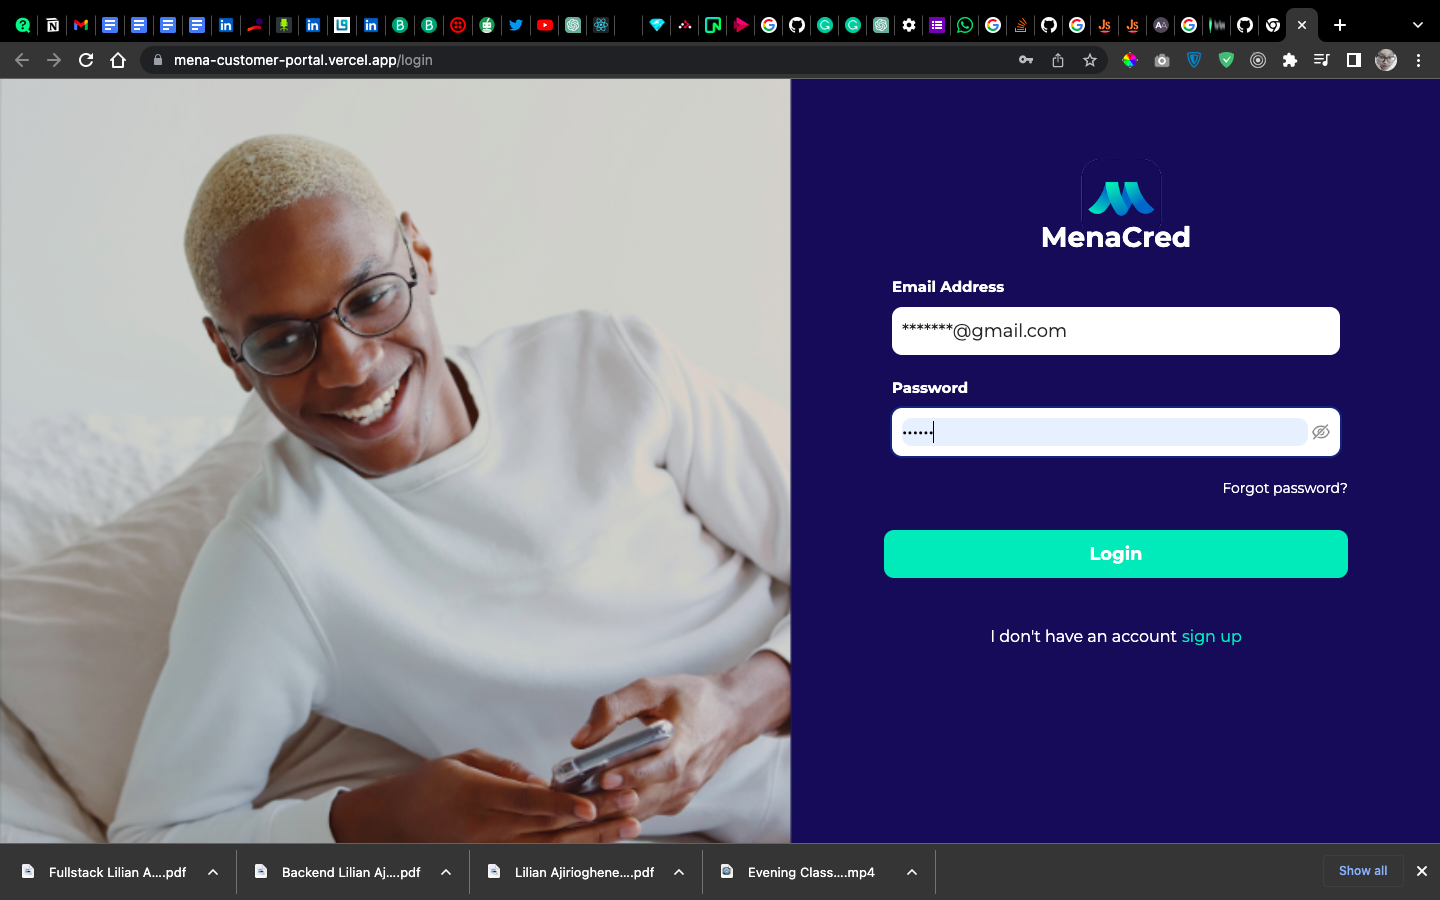 mena-customer-portal.vercel.app/login
MenaCred
Email Address
*******@gmail.com
Password
••••••
Forgot password?
Login
I don't have an account sign up
Fullstack Lilian A....pdf
Backend Lilian Aj....pdf
Lilian Ajirioghene....pdf
Evening Class....mp4
Show all